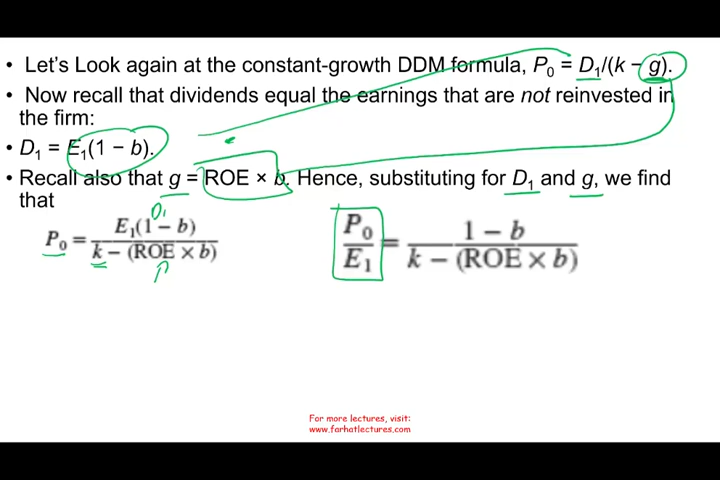 • Let's Look again at the constant-growth DDM formula, P₀ = D₁/(k − g).
• Now recall that dividends equal the earnings that are not reinvested in
the firm:
• D₁ = E₁(1 − b).
• Recall also that g = ROE × b. Hence, substituting for D₁ and g, we find
that
D₁
P₀ = E₁(1 − b) / k − (ROE × b)
P₀/E₁ = 1 − b / k − (ROE × b)
For more lectures, visit:
www.farhatlectures.com